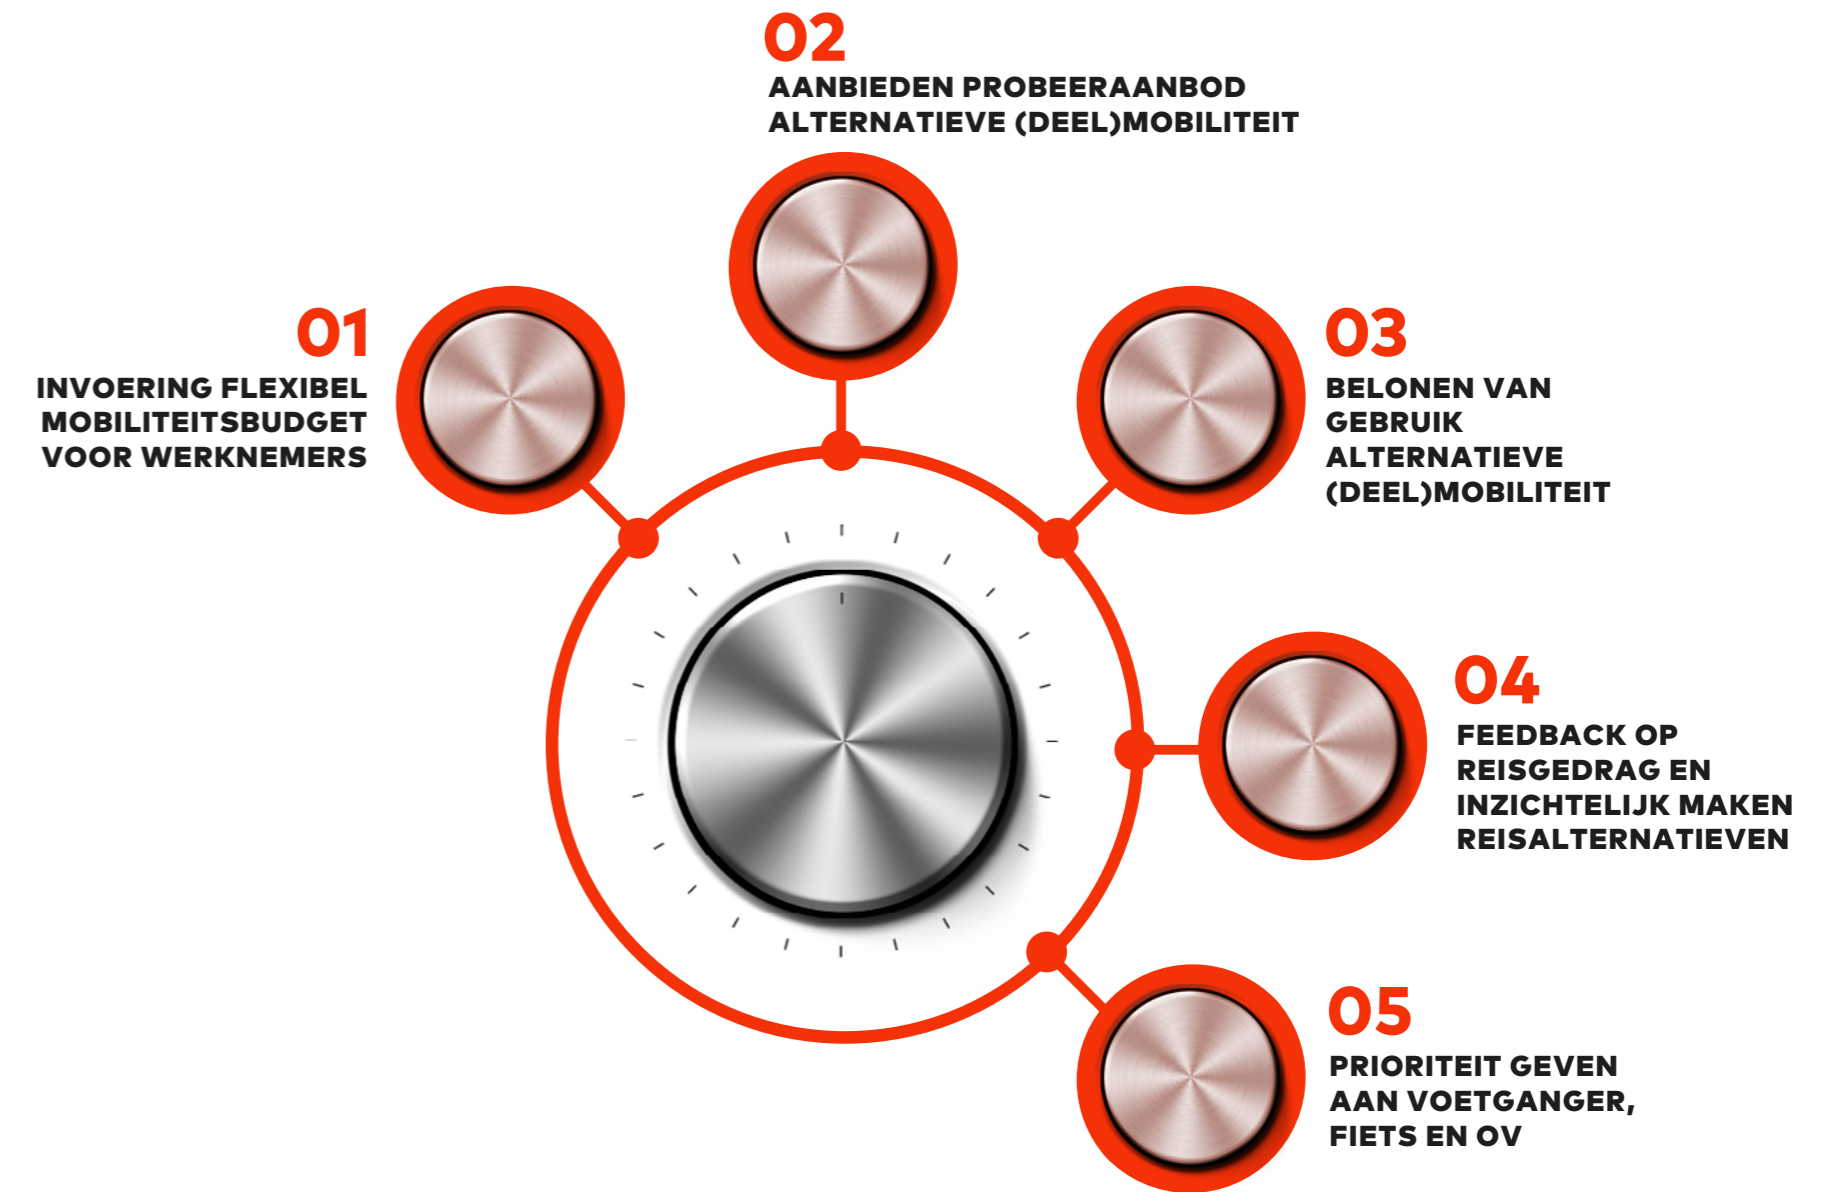 01
INVOERING FLEXIBEL
MOBILITEITSBUDGET
VOOR WERKNEMERS
02
AANBIEDEN PROBEERAANBOD
ALTERNATIEVE (DEEL)MOBILITEIT
03
BELONEN VAN
GEBRUIK
ALTERNATIEVE
(DEEL)MOBILITEIT
04
FEEDBACK OP
REISGEDRAG EN
INZICHTELIJK MAKEN
REISALTERNATIEVEN
05
PRIORITEIT GEVEN
AAN VOETGANGER,
FIETS EN OV